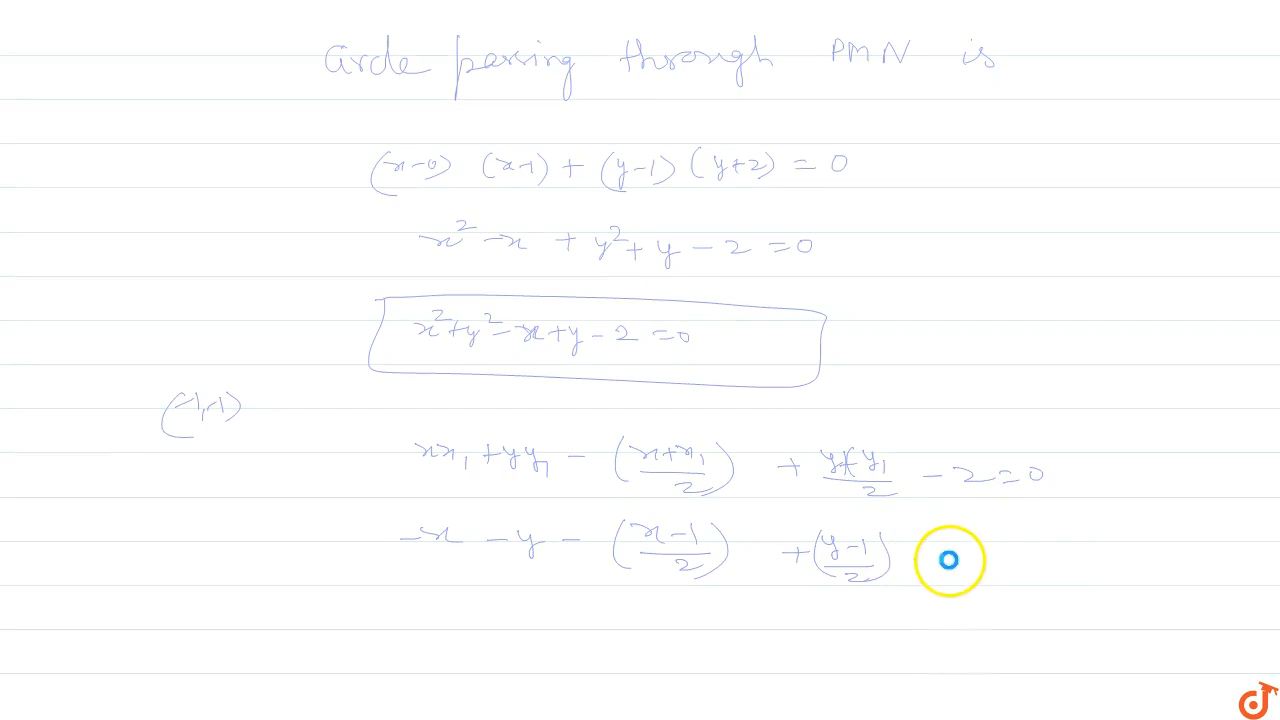 Circle passing through PMN is
(x-0) (x-1) + (y-1) (y+2) = 0
x² - x + y² + y - 2 = 0
x² + y² - x + y - 2 = 0
(-1,-1)
xx₁ + yy₁ - (x+x₁/2) + y+y₁/2 - 2 = 0
-x - y - (x-1/2) + (y-1/2)